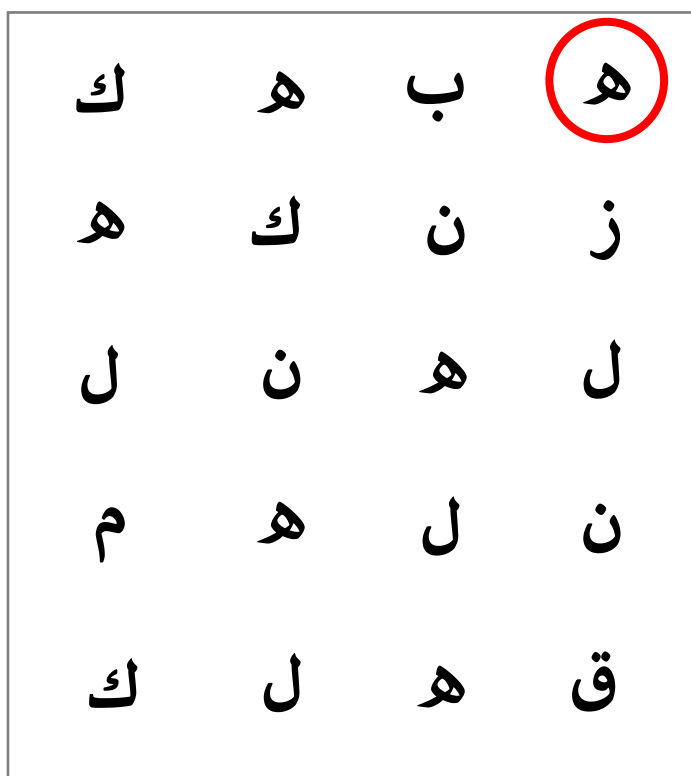 ه ب ه ك
ز ن ك ه
ل ه ن ل
ن ل ه م
ق ه ل ك